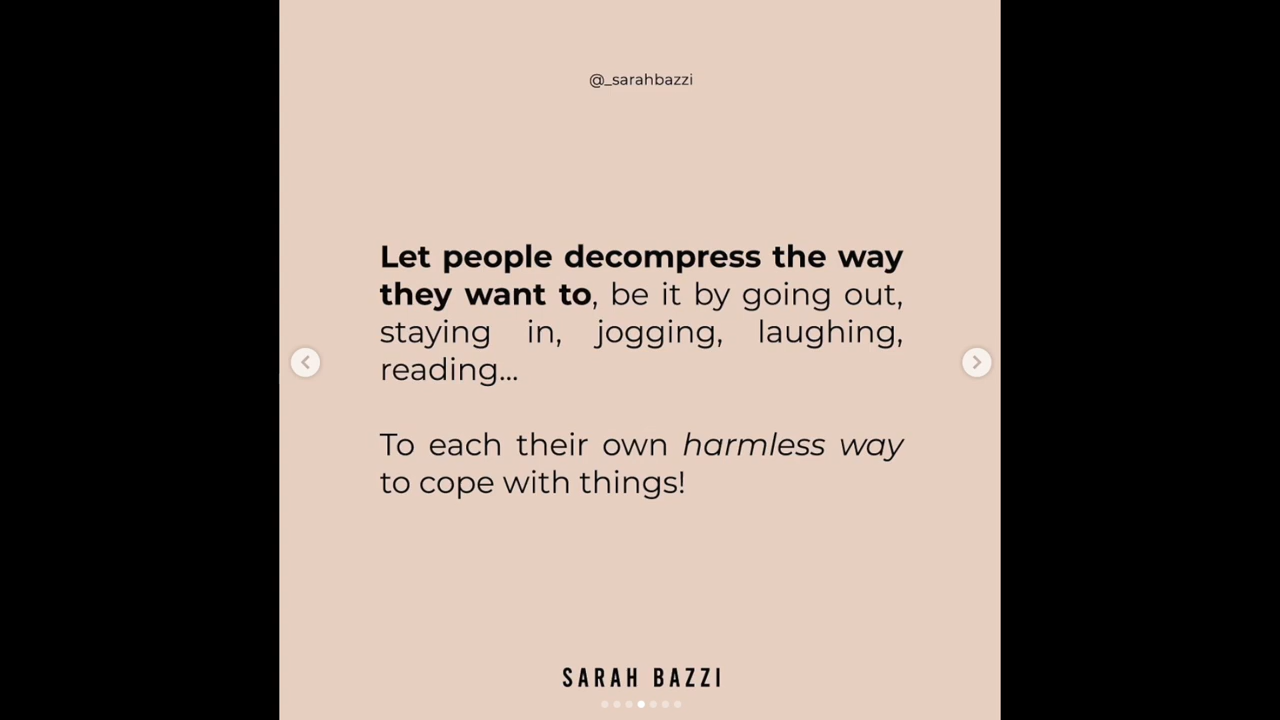 @_sarahbazzi
Let people decompress the way
they want to, be it by going out,
staying in, jogging, laughing,
reading...
To each their own harmless way
to cope with things!
SARAH BAZZI